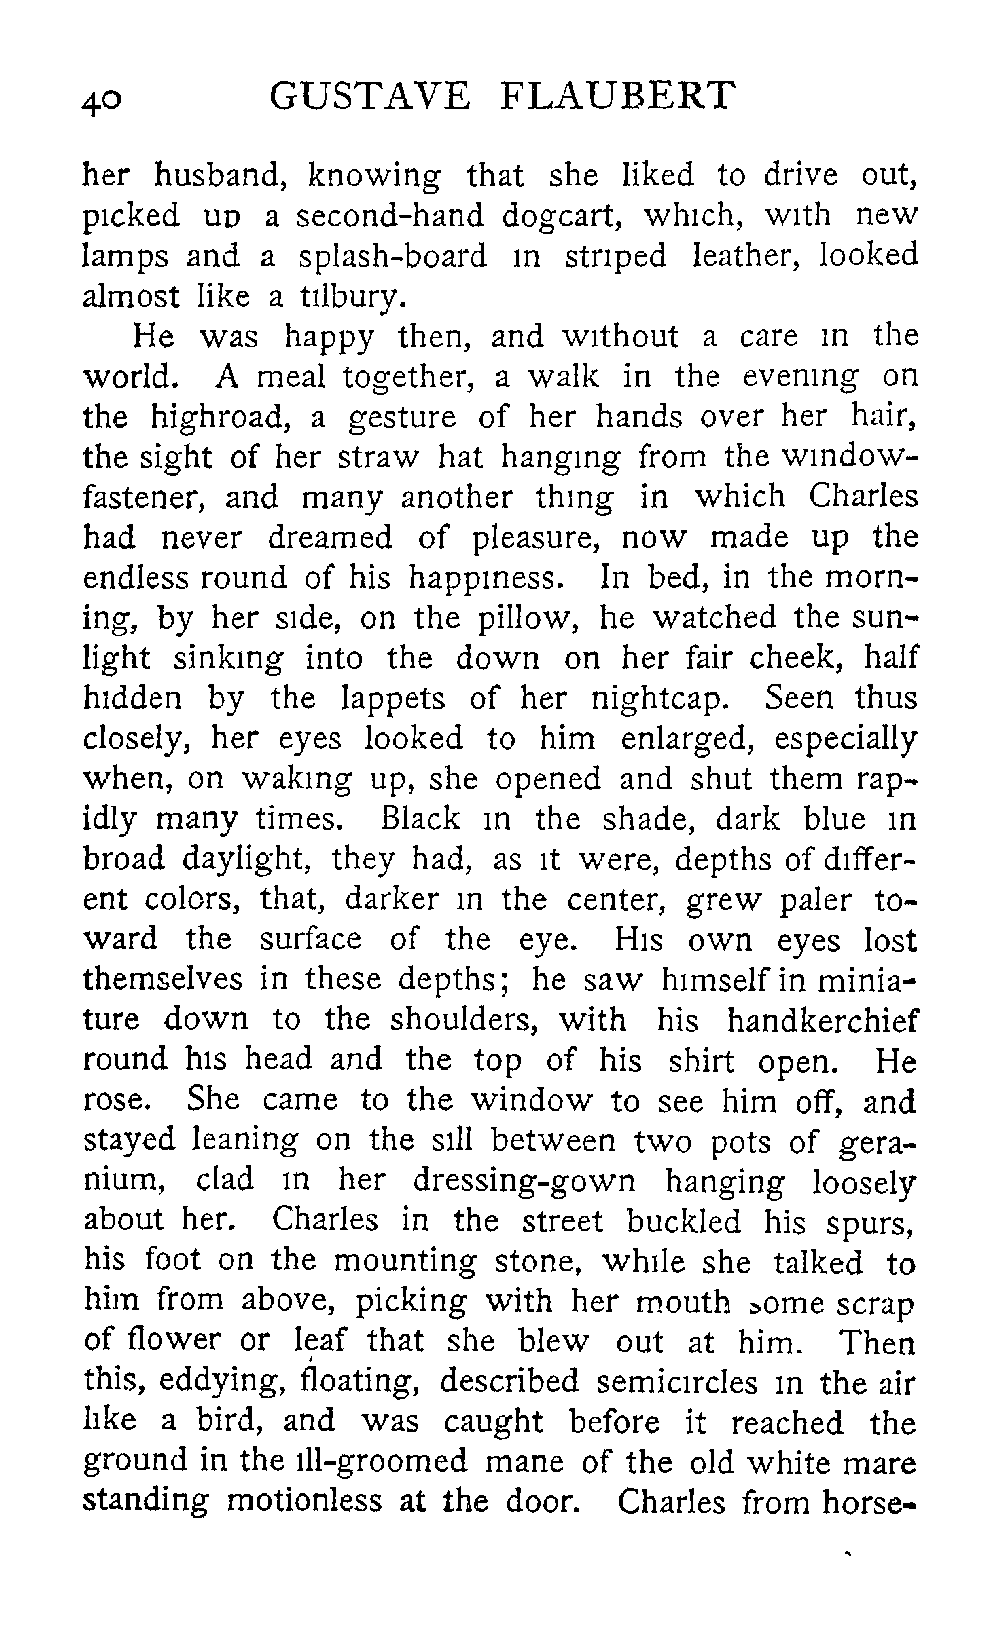 40 GUSTAVE FLAUBERT
her husband, knowing that she liked to drive out,
picked up a second-hand dogcart, which, with new
lamps and a splash-board in striped leather, looked
almost like a tilbury.
He was happy then, and without a care in the
world. A meal together, a walk in the evening on
the highroad, a gesture of her hands over her hair,
the sight of her straw hat hanging from the window-
fastener, and many another thing in which Charles
had never dreamed of pleasure, now made up the
endless round of his happiness. In bed, in the morn-
ing, by her side, on the pillow, he watched the sun-
light sinking into the down on her fair cheek, half
hidden by the lappets of her nightcap. Seen thus
closely, her eyes looked to him enlarged, especially
when, on waking up, she opened and shut them rap-
idly many times. Black in the shade, dark blue in
broad daylight, they had, as it were, depths of differ-
ent colors, that, darker in the center, grew paler to-
ward the surface of the eye. His own eyes lost
themselves in these depths; he saw himself in minia-
ture down to the shoulders, with his handkerchief
round his head and the top of his shirt open. He
rose. She came to the window to see him off, and
stayed leaning on the sill between two pots of gera-
nium, clad in her dressing-gown hanging loosely
about her. Charles in the street buckled his spurs,
his foot on the mounting stone, while she talked to
him from above, picking with her mouth some scrap
of flower or leaf that she blew out at him. Then
this, eddying, floating, described semicircles in the air
like a bird, and was caught before it reached the
ground in the ill-groomed mane of the old white mare
standing motionless at the door. Charles from horse-